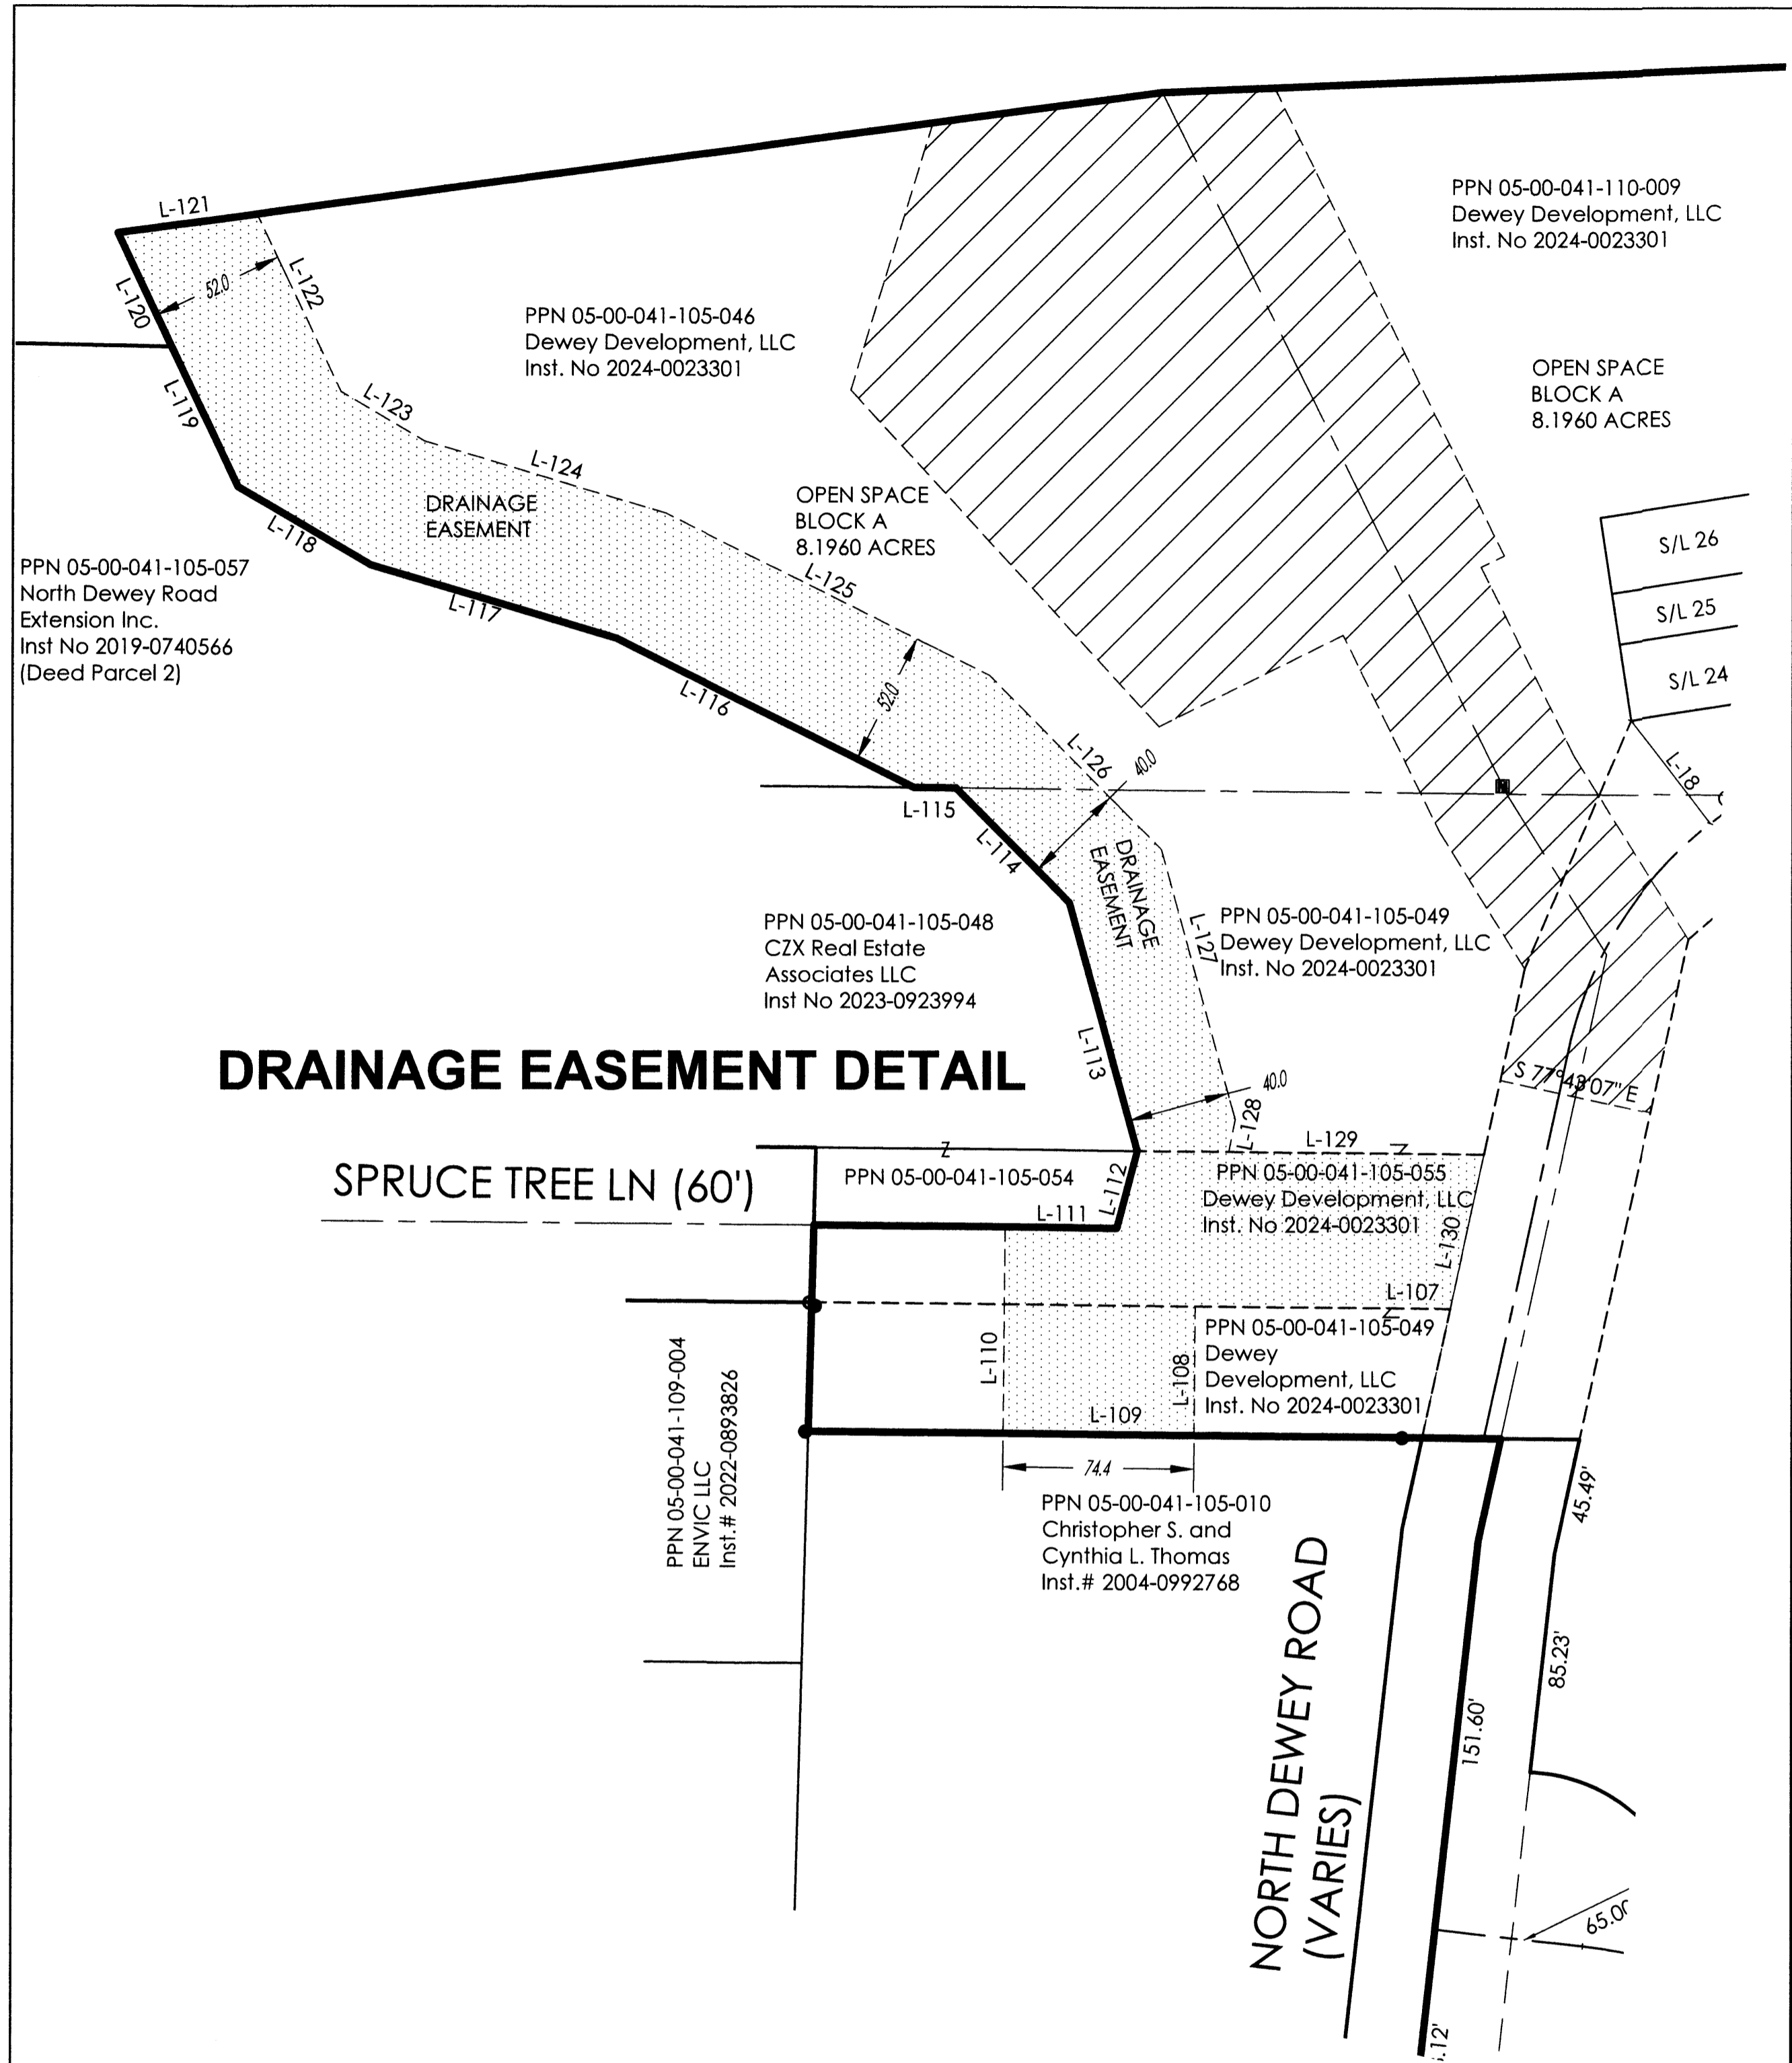 PPN 05-00-041-110-009
Dewey Development, LLC
Inst. No 2024-0023301
L-121
L-120
52.0
L-122
PPN 05-00-041-105-046
Dewey Development, LLC
Inst. No 2024-0023301
OPEN SPACE
BLOCK A
8.1960 ACRES
L-119
L-123
L-124
DRAINAGE
EASEMENT
OPEN SPACE
BLOCK A
8.1960 ACRES
L-118
S/L 26
S/L 25
S/L 24
PPN 05-00-041-105-057
North Dewey Road
Extension Inc.
Inst No 2019-0740566
(Deed Parcel 2)
L-117
L-125
L-116
52.0
L-126
40.0
L-18
L-115
L-114
DRAINAGE
EASEMENT
PPN 05-00-041-105-048
CZX Real Estate
Associates LLC
Inst No 2023-0923994
L-127
PPN 05-00-041-105-049
Dewey Development, LLC
Inst. No 2024-0023301
DRAINAGE EASEMENT DETAIL
L-113
40.0
S 77°43'07" E
L-128
L-129
Z
Z
SPRUCE TREE LN (60')
PPN 05-00-041-105-054
L-112
L-111
PPN 05-00-041-105-055
Dewey Development, LLC
Inst. No 2024-0023301
L-130
L-107
Z
L-110
L-108
PPN 05-00-041-105-049
Dewey
Development, LLC
Inst. No 2024-0023301
L-109
74.4
PPN 05-00-041-109-004
ENVIC LLC
Inst.# 2022-0893826
PPN 05-00-041-105-010
Christopher S. and
Cynthia L. Thomas
Inst.# 2004-0992768
45.49'
85.23'
151.60'
NORTH DEWEY ROAD
(VARIES)
65.00
.12'